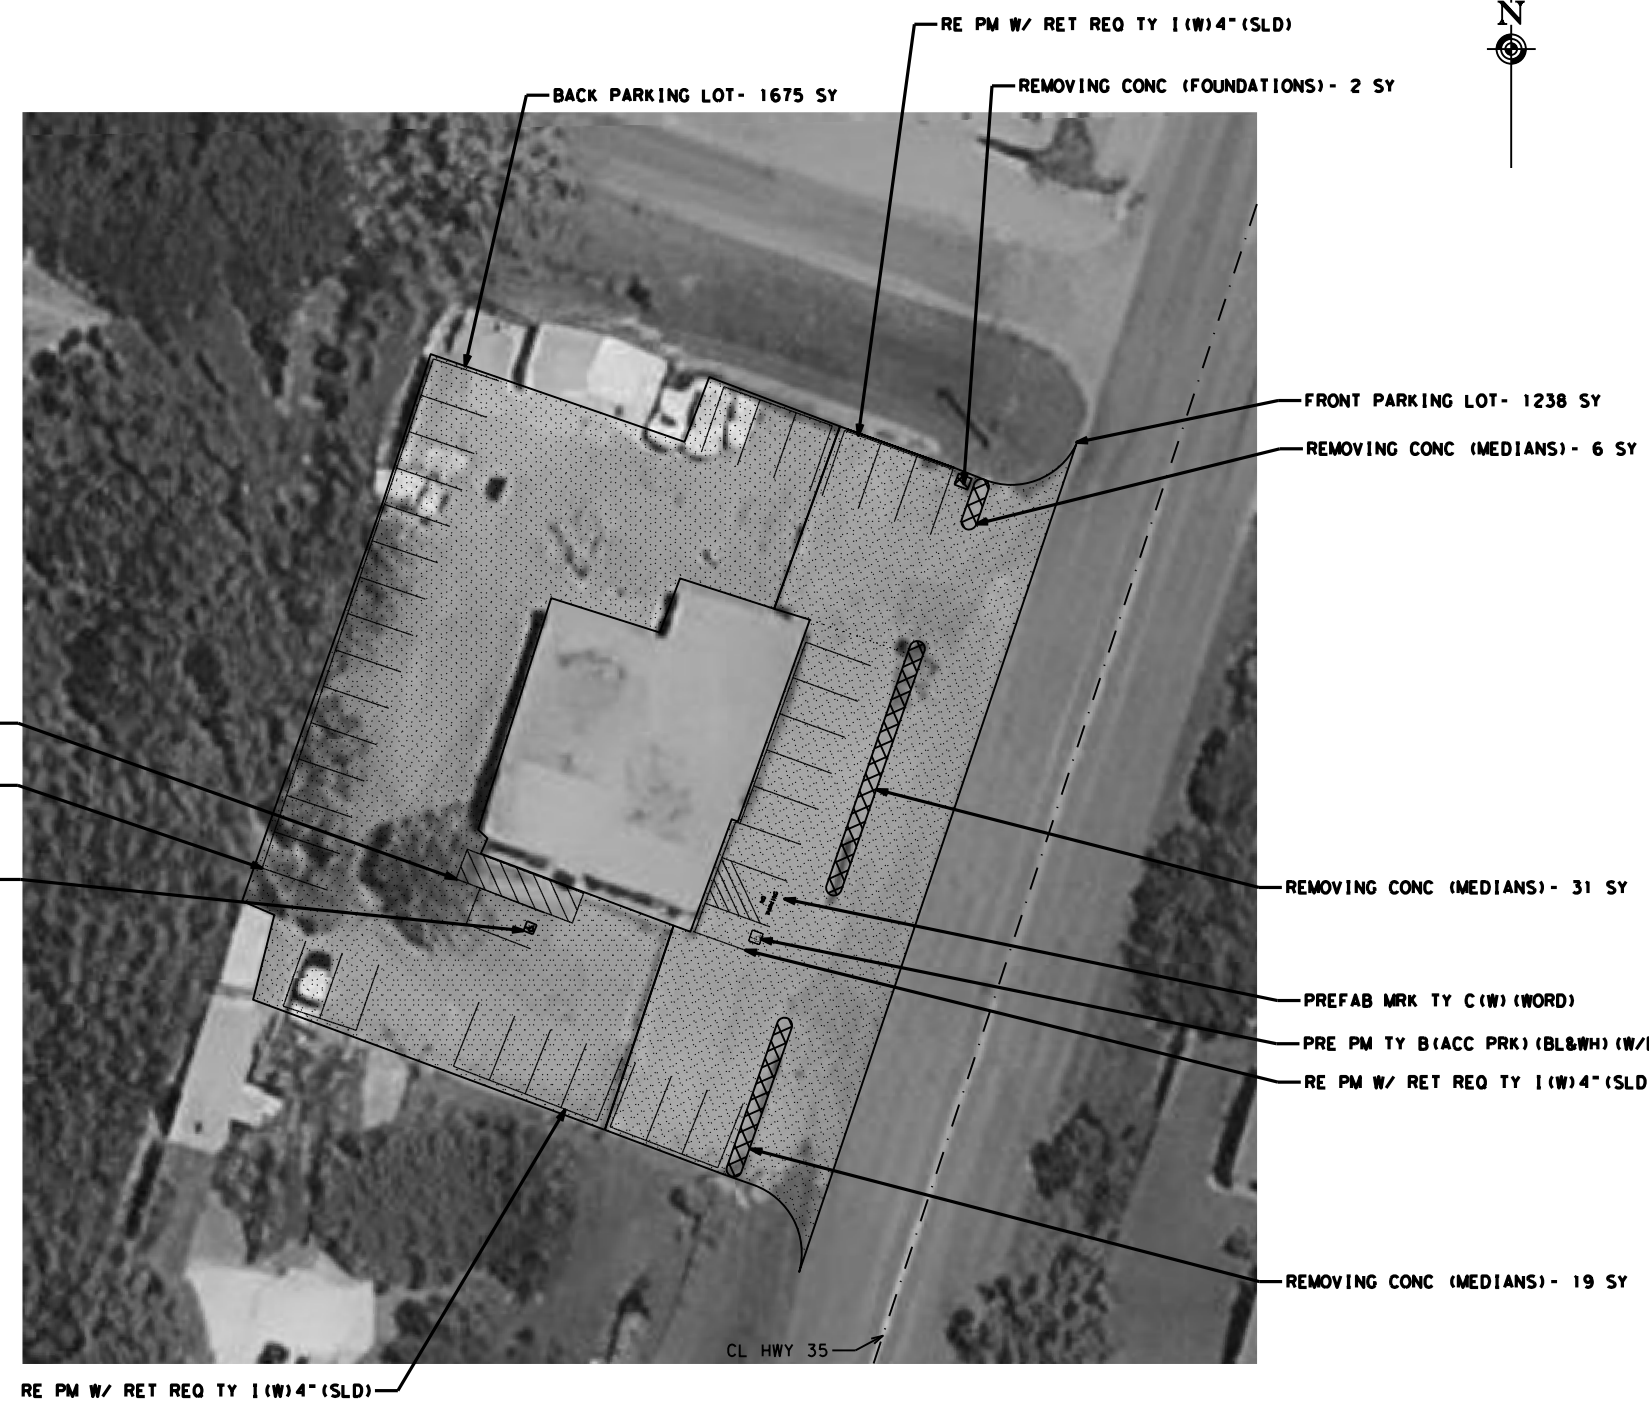 N
RE PM W/ RET REQ TY I(W)4"(SLD)
REMOVING CONC (FOUNDATIONS)- 2 SY
BACK PARKING LOT- 1675 SY
FRONT PARKING LOT- 1238 SY
REMOVING CONC (MEDIANS)- 6 SY
REMOVING CONC (MEDIANS)- 31 SY
PREFAB MRK TY C(W)(WORD)
PRE PM TY B(ACC PRK)(BL&WH)(W/
RE PM W/ RET REQ TY I(W)4"(SLD
REMOVING CONC (MEDIANS)- 19 SY
CL HWY 35
RE PM W/ RET REQ TY I(W)4"(SLD)